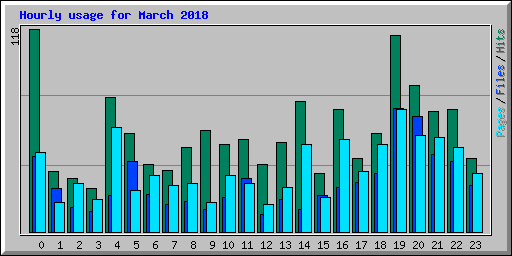 Hourly usage for March 2018
118
Pages / Files / Hits
0 1 2 3 4 5 6 7 8 9 10 11 12 13 14 15 16 17 18 19 20 21 22 23